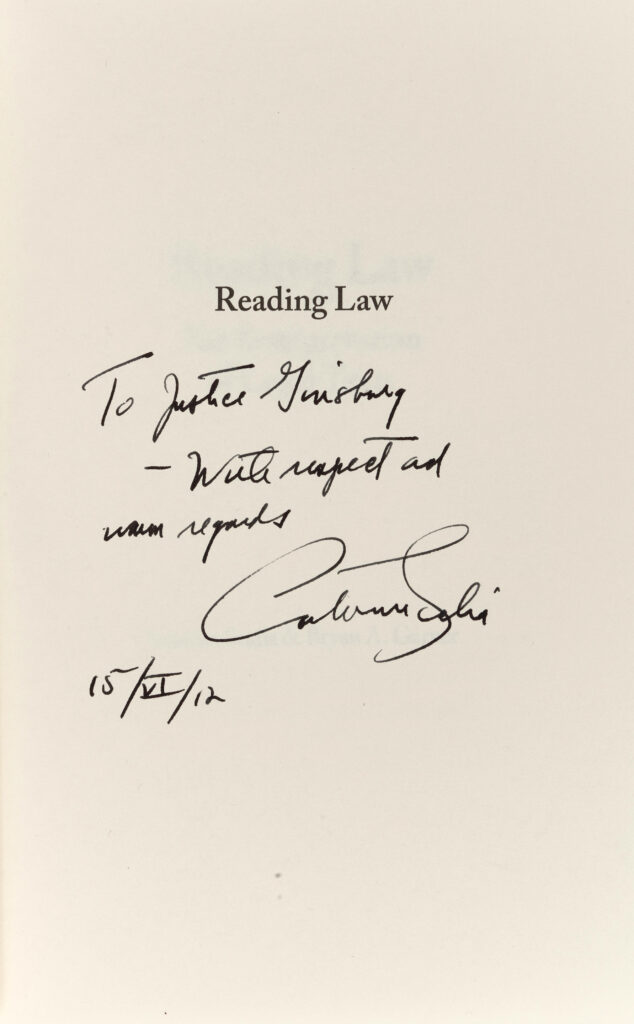 Reading Law
To Justice Ginsburg
— With respect and
warm regards
Antonin Scalia
15/VI/12